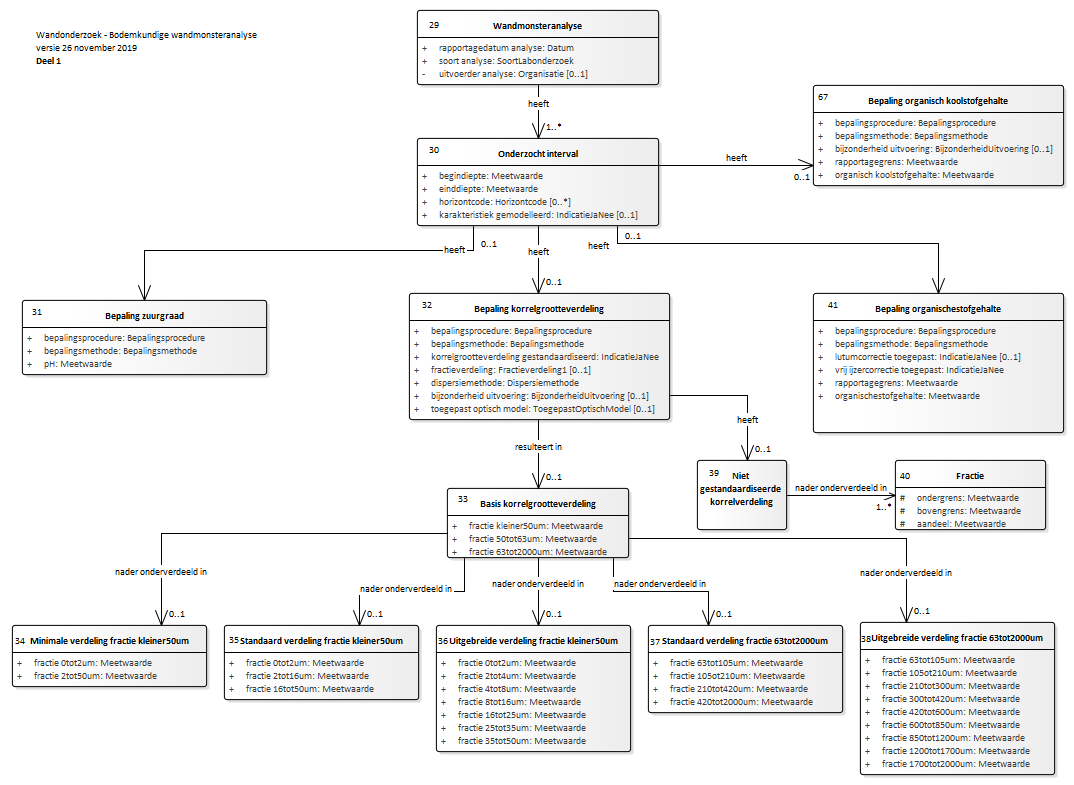 Wandonderzoek - Bodemkundige wandmonsteranalyse
versie 26 november 2019
Deel 1
29 Wandmonsteranalyse
+ rapportagedatum analyse: Datum
+ soort analyse: SoortLabonderzoek
- uitvoerder analyse: Organisatie [0..1]
heeft
1..*
30 Onderzocht interval
+ begindiepte: Meetwaarde
+ einddiepte: Meetwaarde
+ horizontcode: Horizontcode [0..*]
+ karakteristiek gemodelleerd: IndicatieJaNee [0..1]
heeft
0..1
67 Bepaling organisch koolstofgehalte
+ bepalingsprocedure: Bepalingsprocedure
+ bepalingsmethode: Bepalingsmethode
+ bijzonderheid uitvoering: BijzonderheidUitvoering [0..1]
+ rapportagegrens: Meetwaarde
+ organisch koolstofgehalte: Meetwaarde
heeft
0..1
heeft
0..1
heeft
0..1
31 Bepaling zuurgraad
+ bepalingsprocedure: Bepalingsprocedure
+ bepalingsmethode: Bepalingsmethode
+ pH: Meetwaarde
32 Bepaling korrelgrootteverdeling
+ bepalingsprocedure: Bepalingsprocedure
+ bepalingsmethode: Bepalingsmethode
+ korrelgrootteverdeling gestandaardiseerd: IndicatieJaNee
+ fractieverdeling: Fractieverdeling1 [0..1]
+ dispersiemethode: Dispersiemethode
+ bijzonderheid uitvoering: BijzonderheidUitvoering [0..1]
+ toegepast optisch model: ToegepastOptischModel [0..1]
41 Bepaling organischestofgehalte
+ bepalingsprocedure: Bepalingsprocedure
+ bepalingsmethode: Bepalingsmethode
+ lutumcorrectie toegepast: IndicatieJaNee [0..1]
+ vrij ijzercorrectie toegepast: IndicatieJaNee
+ rapportagegrens: Meetwaarde
+ organischestofgehalte: Meetwaarde
heeft
0..1
resulteert in
0..1
39 Niet
gestandaardiseerde
korrelverdeling
nader onderverdeeld in
1..*
40 Fractie
# ondergrens: Meetwaarde
# bovengrens: Meetwaarde
# aandeel: Meetwaarde
33 Basis korrelgrootteverdeling
+ fractie kleiner50um: Meetwaarde
+ fractie 50tot63um: Meetwaarde
+ fractie 63tot2000um: Meetwaarde
nader onderverdeeld in
0..1
nader onderverdeeld in
0..1
nader onderverdeeld in
0..1
nader onderverdeeld in
0..1
nader onderverdeeld in
0..1
34 Minimale verdeling fractie kleiner50um
+ fractie 0tot2um: Meetwaarde
+ fractie 2tot50um: Meetwaarde
35 Standaard verdeling fractie kleiner50um
+ fractie 0tot2um: Meetwaarde
+ fractie 2tot16um: Meetwaarde
+ fractie 16tot50um: Meetwaarde
36 Uitgebreide verdeling fractie kleiner50um
+ fractie 0tot2um: Meetwaarde
+ fractie 2tot4um: Meetwaarde
+ fractie 4tot8um: Meetwaarde
+ fractie 8tot16um: Meetwaarde
+ fractie 16tot25um: Meetwaarde
+ fractie 25tot35um: Meetwaarde
+ fractie 35tot50um: Meetwaarde
37 Standaard verdeling fractie 63tot2000um
+ fractie 63tot105um: Meetwaarde
+ fractie 105tot210um: Meetwaarde
+ fractie 210tot420um: Meetwaarde
+ fractie 420tot2000um: Meetwaarde
38 Uitgebreide verdeling fractie 63tot2000um
+ fractie 63tot105um: Meetwaarde
+ fractie 105tot210um: Meetwaarde
+ fractie 210tot300um: Meetwaarde
+ fractie 300tot420um: Meetwaarde
+ fractie 420tot600um: Meetwaarde
+ fractie 600tot850um: Meetwaarde
+ fractie 850tot1200um: Meetwaarde
+ fractie 1200tot1700um: Meetwaarde
+ fractie 1700tot2000um: Meetwaarde